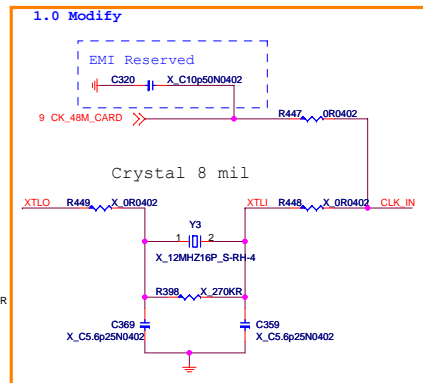 1.0 Modify
EMI Reserved
C320 X_C10p50N0402
9 CK_48M_CARD
R447 0R0402
Crystal 8 mil
XTLO R449 X_0R0402
XTLI R448 X_0R0402 CLK_IN
Y3
1 2
X_12MHZ16P_S-RH-4
R398 X_270KR
R
C369
X_C5.6p25N0402
C359
X_C5.6p25N0402